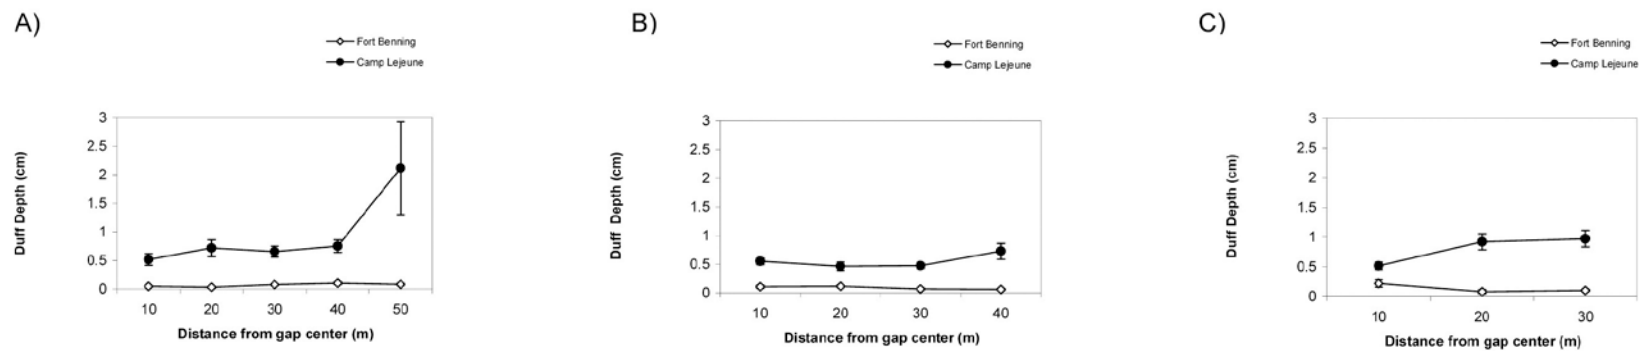 A)
Fort Benning
Camp Lejeune
3
2.5
2
1.5
1
0.5
0
Duff Depth (cm)
10 20 30 40 50
Distance from gap center (m)
B)
Fort Benning
Camp Lejeune
3
2.5
2
1.5
1
0.5
0
Duff Depth (cm)
10 20 30 40
Distance from gap center (m)
C)
Fort Benning
Camp Lejeune
3
2.5
2
1.5
1
0.5
0
Duff Depth (cm)
10 20 30
Distance from gap center (m)